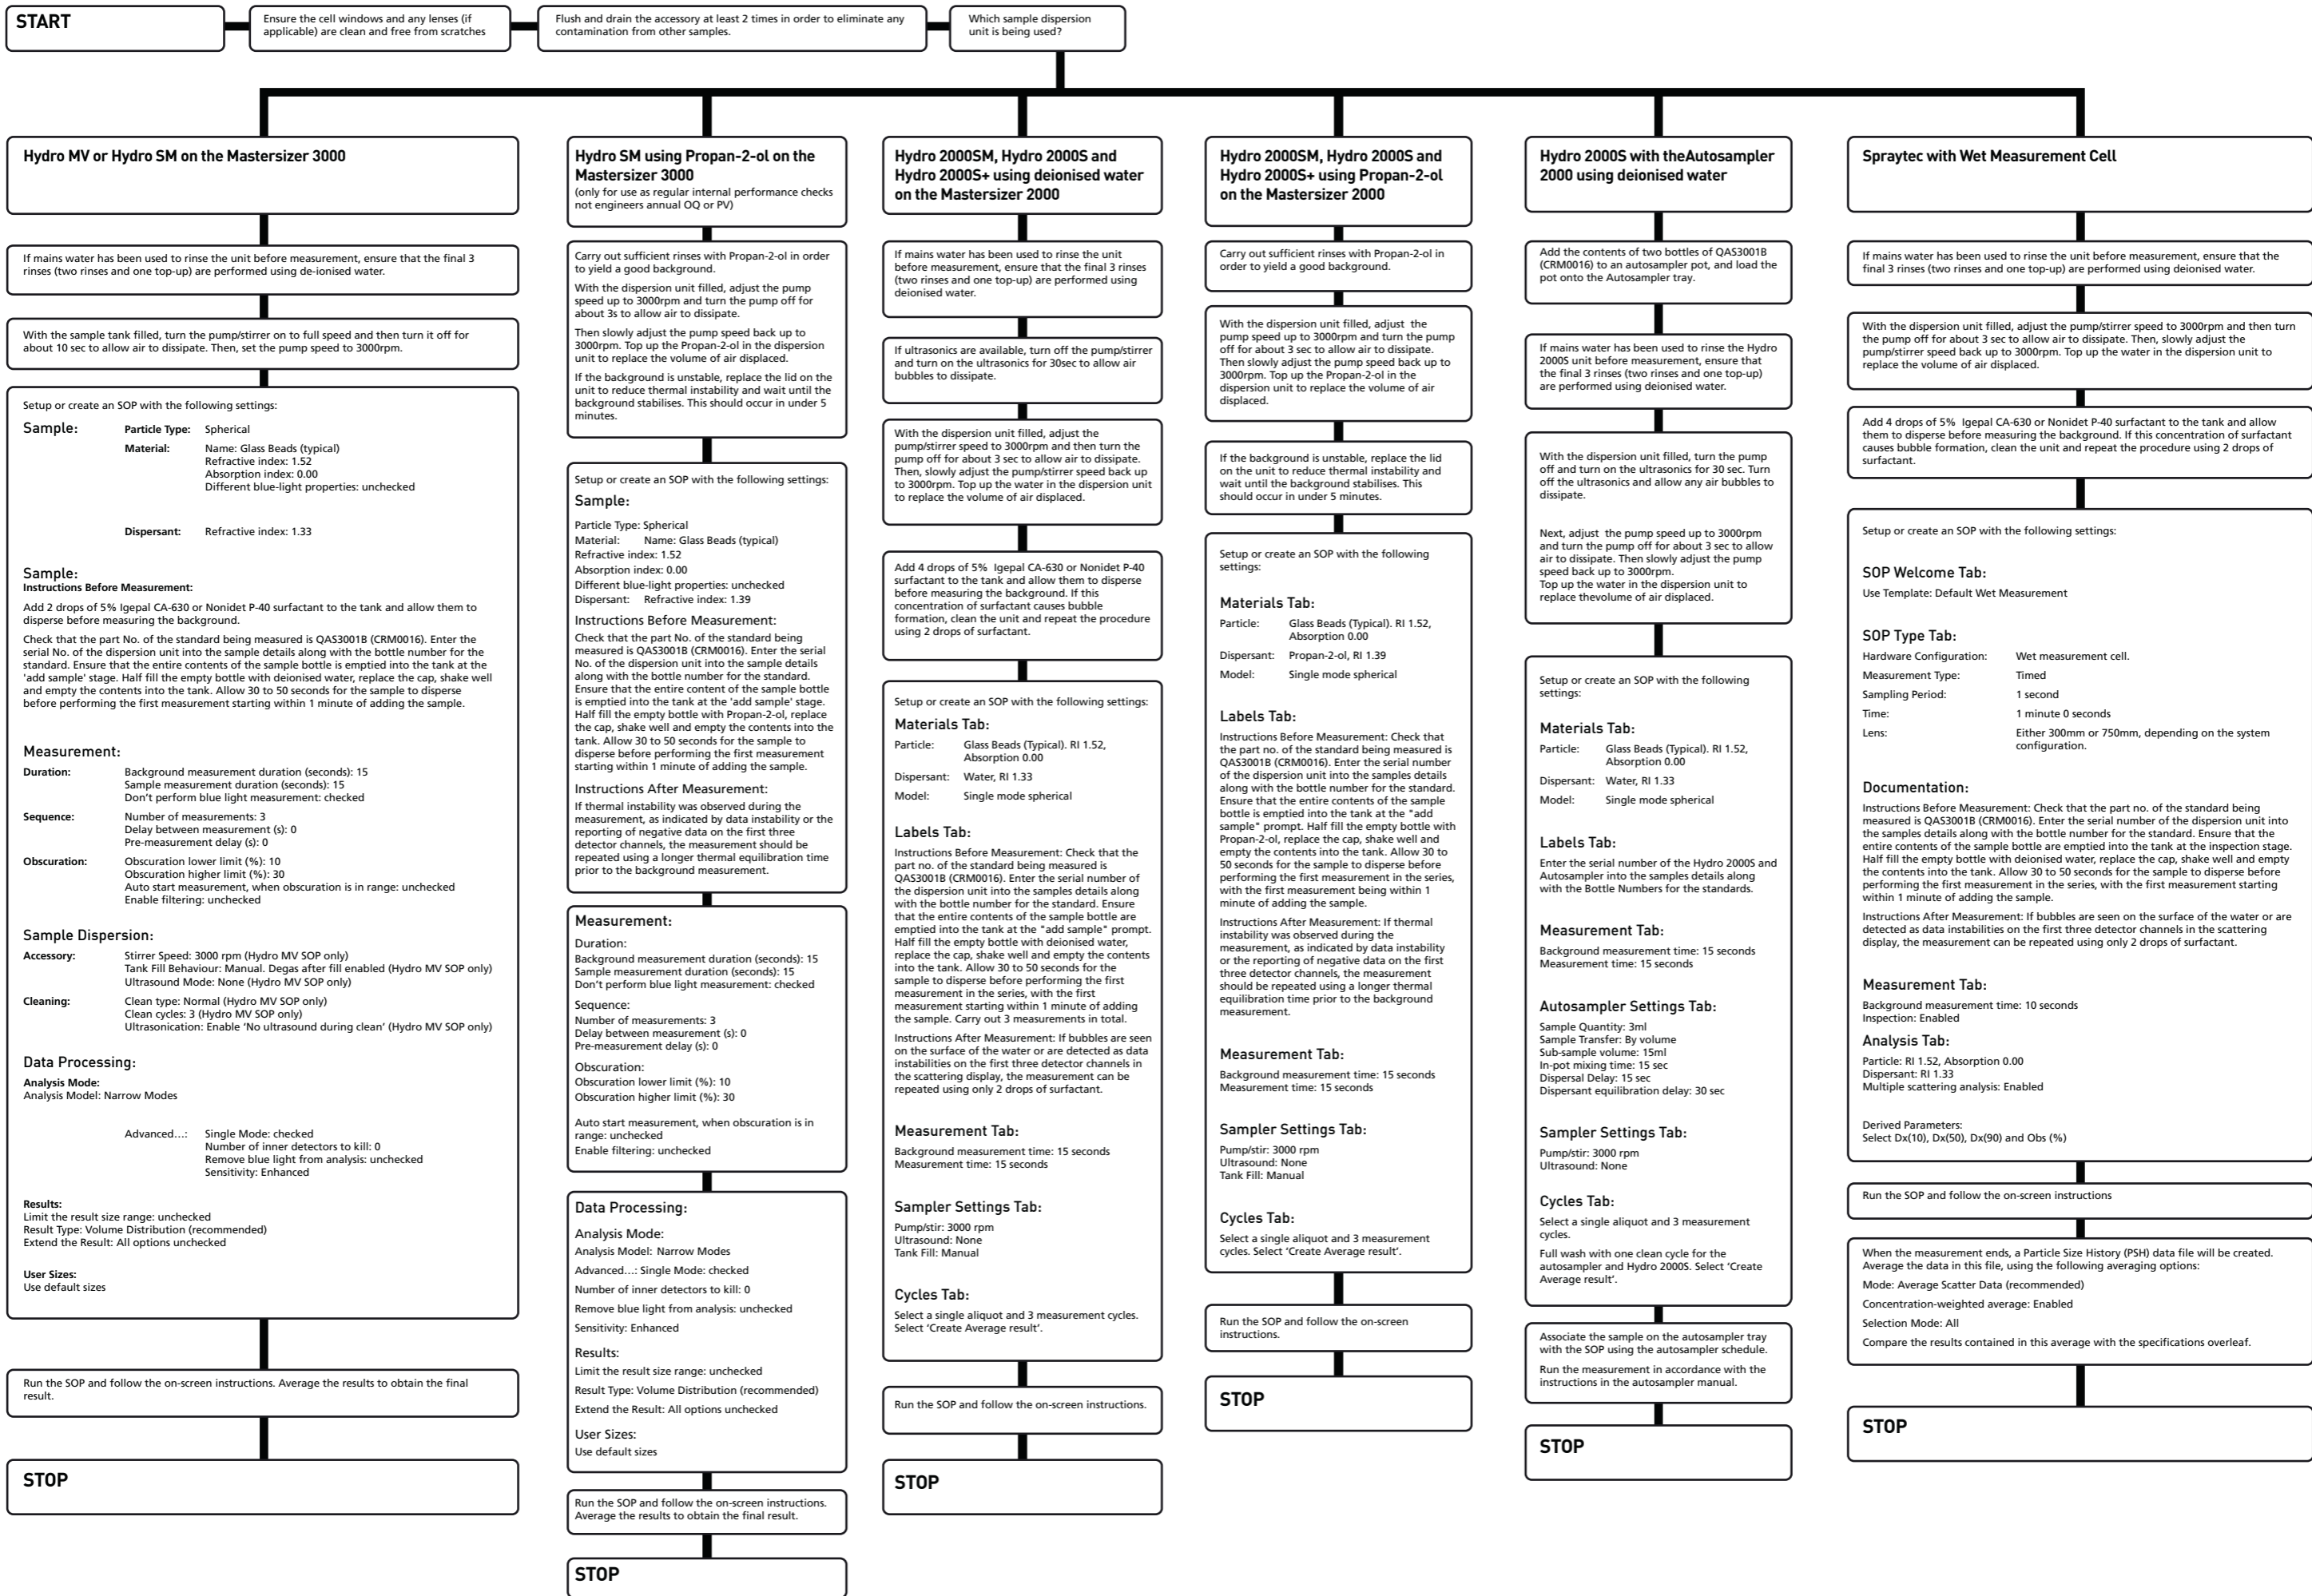 START
Ensure the cell windows and any lenses (if
applicable) are clean and free from scratches
Flush and drain the accessory at least 2 times in order to eliminate any
contamination from other samples.
Which sample dispersion
unit is being used?
Hydro MV or Hydro SM on the Mastersizer 3000
If mains water has been used to rinse the unit before measurement, ensure that the final 3
rinses (two rinses and one top-up) are performed using de-ionised water.
With the sample tank filled, turn the pump/stirrer on to full speed and then turn it off for
about 10 sec to allow air to dissipate. Then, set the pump speed to 3000rpm.
Setup or create an SOP with the following settings:
Sample: Particle Type: Spherical
Material: Name: Glass Beads (typical)
Refractive index: 1.52
Absorption index: 0.00
Different blue-light properties: unchecked
Dispersant: Refractive index: 1.33
Sample:
Instructions Before Measurement:
Add 2 drops of 5% Igepal CA-630 or Nonidet P-40 surfactant to the tank and allow them to
disperse before measuring the background.
Check that the part No. of the standard being measured is QAS3001B (CRM0016). Enter the
serial No. of the dispersion unit into the sample details along with the bottle number for the
standard. Ensure that the entire contents of the sample bottle is emptied into the tank at the
'add sample' stage. Half fill the empty bottle with deionised water, replace the cap, shake well
and empty the contents into the tank. Allow 30 to 50 seconds for the sample to disperse
before performing the first measurement starting within 1 minute of adding the sample.
Measurement:
Duration: Background measurement duration (seconds): 15
Sample measurement duration (seconds): 15
Don't perform blue light measurement: checked
Sequence: Number of measurements: 3
Delay between measurement (s): 0
Pre-measurement delay (s): 0
Obscuration: Obscuration lower limit (%): 10
Obscuration higher limit (%): 30
Auto start measurement, when obscuration is in range: unchecked
Enable filtering: unchecked
Sample Dispersion:
Accessory: Stirrer Speed: 3000 rpm (Hydro MV SOP only)
Tank Fill Behaviour: Manual. Degas after fill enabled (Hydro MV SOP only)
Ultrasound Mode: None (Hydro MV SOP only)
Cleaning: Clean type: Normal (Hydro MV SOP only)
Clean cycles: 3 (Hydro MV SOP only)
Ultrasonication: Enable ‘No ultrasound during clean’ (Hydro MV SOP only)
Data Processing:
Analysis Mode:
Analysis Model: Narrow Modes
Advanced...: Single Mode: checked
Number of inner detectors to kill: 0
Remove blue light from analysis: unchecked
Sensitivity: Enhanced
Results:
Limit the result size range: unchecked
Result Type: Volume Distribution (recommended)
Extend the Result: All options unchecked
User Sizes:
Use default sizes
Run the SOP and follow the on-screen instructions. Average the results to obtain the final
result.
STOP
Hydro SM using Propan-2-ol on the
Mastersizer 3000
(only for use as regular internal performance checks
not engineers annual OQ or PV)
Carry out sufficient rinses with Propan-2-ol in order
to yield a good background.
With the dispersion unit filled, adjust the pump
speed up to 3000rpm and turn the pump off for
about 3s to allow air to dissipate.
Then slowly adjust the pump speed back up to
3000rpm. Top up the Propan-2-ol in the dispersion
unit to replace the volume of air displaced.
If the background is unstable, replace the lid on the
unit to reduce thermal instability and wait until the
background stabilises. This should occur in under 5
minutes.
Setup or create an SOP with the following settings:
Sample:
Particle Type: Spherical
Material: Name: Glass Beads (typical)
Refractive index: 1.52
Absorption index: 0.00
Different blue-light properties: unchecked
Dispersant: Refractive index: 1.39
Instructions Before Measurement:
Check that the part No. of the standard being
measured is QAS3001B (CRM0016). Enter the serial
No. of the dispersion unit into the sample details
along with the bottle number for the standard.
Ensure that the entire content of the sample bottle
is emptied into the tank at the 'add sample' stage.
Half fill the empty bottle with Propan-2-ol, replace
the cap, shake well and empty the contents into the
tank. Allow 30 to 50 seconds for the sample to
disperse before performing the first measurement
starting within 1 minute of adding the sample.
Instructions After Measurement:
If thermal instability was observed during the
measurement, as indicated by data instability or the
reporting of negative data on the first three
detector channels, the measurement should be
repeated using a longer thermal equilibration time
prior to the background measurement.
Measurement:
Duration:
Background measurement duration (seconds): 15
Sample measurement duration (seconds): 15
Don't perform blue light measurement: checked
Sequence:
Number of measurements: 3
Delay between measurement (s): 0
Pre-measurement delay (s): 0
Obscuration:
Obscuration lower limit (%): 10
Obscuration higher limit (%): 30
Auto start measurement, when obscuration is in
range: unchecked
Enable filtering: unchecked
Data Processing:
Analysis Mode:
Analysis Model: Narrow Modes
Advanced...: Single Mode: checked
Number of inner detectors to kill: 0
Remove blue light from analysis: unchecked
Sensitivity: Enhanced
Results:
Limit the result size range: unchecked
Result Type: Volume Distribution (recommended)
Extend the Result: All options unchecked
User Sizes:
Use default sizes
Run the SOP and follow the on-screen instructions.
Average the results to obtain the final result.
STOP
Hydro 2000SM, Hydro 2000S and
Hydro 2000S+ using deionised water
on the Mastersizer 2000
If mains water has been used to rinse the unit
before measurement, ensure that the final 3 rinses
(two rinses and one top-up) are performed using
deionised water.
If ultrasonics are available, turn off the pump/stirrer
and turn on the ultrasonics for 30sec to allow air
bubbles to dissipate.
With the dispersion unit filled, adjust the
pump/stirrer speed to 3000rpm and then turn the
pump off for about 3 sec to allow air to dissipate.
Then, slowly adjust the pump/stirrer speed back up
to 3000rpm. Top up the water in the dispersion unit
to replace the volume of air displaced.
Add 4 drops of 5% Igepal CA-630 or Nonidet P-40
surfactant to the tank and allow them to disperse
before measuring the background. If this
concentration of surfactant causes bubble
formation, clean the unit and repeat the procedure
using 2 drops of surfactant.
Setup or create an SOP with the following settings:
Materials Tab:
Particle: Glass Beads (Typical). RI 1.52,
Absorption 0.00
Dispersant: Water, RI 1.33
Model: Single mode spherical
Labels Tab:
Instructions Before Measurement: Check that the
part no. of the standard being measured is
QAS3001B (CRM0016). Enter the serial number of
the dispersion unit into the samples details along
with the bottle number for the standard. Ensure
that the entire contents of the sample bottle are
emptied into the tank at the "add sample" prompt.
Half fill the empty bottle with deionised water,
replace the cap, shake well and empty the contents
into the tank. Allow 30 to 50 seconds for the
sample to disperse before performing the first
measurement in the series, with the first
measurement starting within 1 minute of adding
the sample. Carry out 3 measurements in total.
Instructions After Measurement: If bubbles are seen
on the surface of the water or are detected as data
instabilities on the first three detector channels in
the scattering display, the measurement can be
repeated using only 2 drops of surfactant.
Measurement Tab:
Background measurement time: 15 seconds
Measurement time: 15 seconds
Sampler Settings Tab:
Pump/stir: 3000 rpm
Ultrasound: None
Tank Fill: Manual
Cycles Tab:
Select a single aliquot and 3 measurement cycles.
Select ‘Create Average result’.
Run the SOP and follow the on-screen instructions.
STOP
Hydro 2000SM, Hydro 2000S and
Hydro 2000S+ using Propan-2-ol
on the Mastersizer 2000
Carry out sufficient rinses with Propan-2-ol in
order to yield a good background.
With the dispersion unit filled, adjust the
pump speed up to 3000rpm and turn the pump
off for about 3 sec to allow air to dissipate.
Then slowly adjust the pump speed back up to
3000rpm. Top up the Propan-2-ol in the
dispersion unit to replace the volume of air
displaced.
If the background is unstable, replace the lid
on the unit to reduce thermal instability and
wait until the background stabilises. This
should occur in under 5 minutes.
Setup or create an SOP with the following
settings:
Materials Tab:
Particle: Glass Beads (Typical). RI 1.52,
Absorption 0.00
Dispersant: Propan-2-ol, RI 1.39
Model: Single mode spherical
Labels Tab:
Instructions Before Measurement: Check that
the part no. of the standard being measured is
QAS3001B (CRM0016). Enter the serial number
of the dispersion unit into the samples details
along with the bottle number for the standard.
Ensure that the entire contents of the sample
bottle is emptied into the tank at the "add
sample" prompt. Half fill the empty bottle with
Propan-2-ol, replace the cap, shake well and
empty the contents into the tank. Allow 30 to
50 seconds for the sample to disperse before
performing the first measurement in the series,
with the first measurement being within 1
minute of adding the sample.
Instructions After Measurement: If thermal
instability was observed during the
measurement, as indicated by data instability
or the reporting of negative data on the first
three detector channels, the measurement
should be repeated using a longer thermal
equilibration time prior to the background
measurement.
Measurement Tab:
Background measurement time: 15 seconds
Measurement time: 15 seconds
Sampler Settings Tab:
Pump/stir: 3000 rpm
Ultrasound: None
Tank Fill: Manual
Cycles Tab:
Select a single aliquot and 3 measurement
cycles. Select ‘Create Average result’.
Run the SOP and follow the on-screen
instructions.
STOP
Hydro 2000S with theAutosampler
2000 using deionised water
Add the contents of two bottles of QAS3001B
(CRM0016) to an autosampler pot, and load the
pot onto the Autosampler tray.
If mains water has been used to rinse the Hydro
2000S unit before measurement, ensure that
the final 3 rinses (two rinses and one top-up)
are performed using deionised water.
With the dispersion unit filled, turn the pump
off and turn on the ultrasonics for 30 sec. Turn
off the ultrasonics and allow any air bubbles to
dissipate.
Next, adjust the pump speed up to 3000rpm
and turn the pump off for about 3 sec to allow
air to dissipate. Then slowly adjust the pump
speed back up to 3000rpm.
Top up the water in the dispersion unit to
replace thevolume of air displaced.
Setup or create an SOP with the following
settings:
Materials Tab:
Particle: Glass Beads (Typical). RI 1.52,
Absorption 0.00
Dispersant: Water, RI 1.33
Model: Single mode spherical
Labels Tab:
Enter the serial number of the Hydro 2000S and
Autosampler into the samples details along
with the Bottle Numbers for the standards.
Measurement Tab:
Background measurement time: 15 seconds
Measurement time: 15 seconds
Autosampler Settings Tab:
Sample Quantity: 3ml
Sample Transfer: By volume
Sub-sample volume: 15ml
In-pot mixing time: 15 sec
Dispersal Delay: 15 sec
Dispersant equilibration delay: 30 sec
Sampler Settings Tab:
Pump/stir: 3000 rpm
Ultrasound: None
Cycles Tab:
Select a single aliquot and 3 measurement
cycles.
Full wash with one clean cycle for the
autosampler and Hydro 2000S. Select ‘Create
Average result’.
Associate the sample on the autosampler tray
with the SOP using the autosampler schedule.
Run the measurement in accordance with the
instructions in the autosampler manual.
STOP
Spraytec with Wet Measurement Cell
If mains water has been used to rinse the unit before measurement, ensure that the
final 3 rinses (two rinses and one top-up) are performed using deionised water.
With the dispersion unit filled, adjust the pump/stirrer speed to 3000rpm and then turn
the pump off for about 3 sec to allow air to dissipate. Then, slowly adjust the
pump/stirrer speed back up to 3000rpm. Top up the water in the dispersion unit to
replace the volume of air displaced.
Add 4 drops of 5% Igepal CA-630 or Nonidet P-40 surfactant to the tank and allow
them to disperse before measuring the background. If this concentration of surfactant
causes bubble formation, clean the unit and repeat the procedure using 2 drops of
surfactant.
Setup or create an SOP with the following settings:
SOP Welcome Tab:
Use Template: Default Wet Measurement
SOP Type Tab:
Hardware Configuration: Wet measurement cell.
Measurement Type: Timed
Sampling Period: 1 second
Time: 1 minute 0 seconds
Lens: Either 300mm or 750mm, depending on the system
configuration.
Documentation:
Instructions Before Measurement: Check that the part no. of the standard being
measured is QAS3001B (CRM0016). Enter the serial number of the dispersion unit into
the samples details along with the bottle number for the standard. Ensure that the
entire contents of the sample bottle are emptied into the tank at the inspection stage.
Half fill the empty bottle with deionised water, replace the cap, shake well and empty
the contents into the tank. Allow 30 to 50 seconds for the sample to disperse before
performing the first measurement in the series, with the first measurement starting
within 1 minute of adding the sample.
Instructions After Measurement: If bubbles are seen on the surface of the water or are
detected as data instabilities on the first three detector channels in the scattering
display, the measurement can be repeated using only 2 drops of surfactant.
Measurement Tab:
Background measurement time: 10 seconds
Inspection: Enabled
Analysis Tab:
Particle: RI 1.52, Absorption 0.00
Dispersant: RI 1.33
Multiple scattering analysis: Enabled
Derived Parameters:
Select Dx(10), Dx(50), Dx(90) and Obs (%)
Run the SOP and follow the on-screen instructions
When the measurement ends, a Particle Size History (PSH) data file will be created.
Average the data in this file, using the following averaging options:
Mode: Average Scatter Data (recommended)
Concentration-weighted average: Enabled
Selection Mode: All
Compare the results contained in this average with the specifications overleaf.
STOP